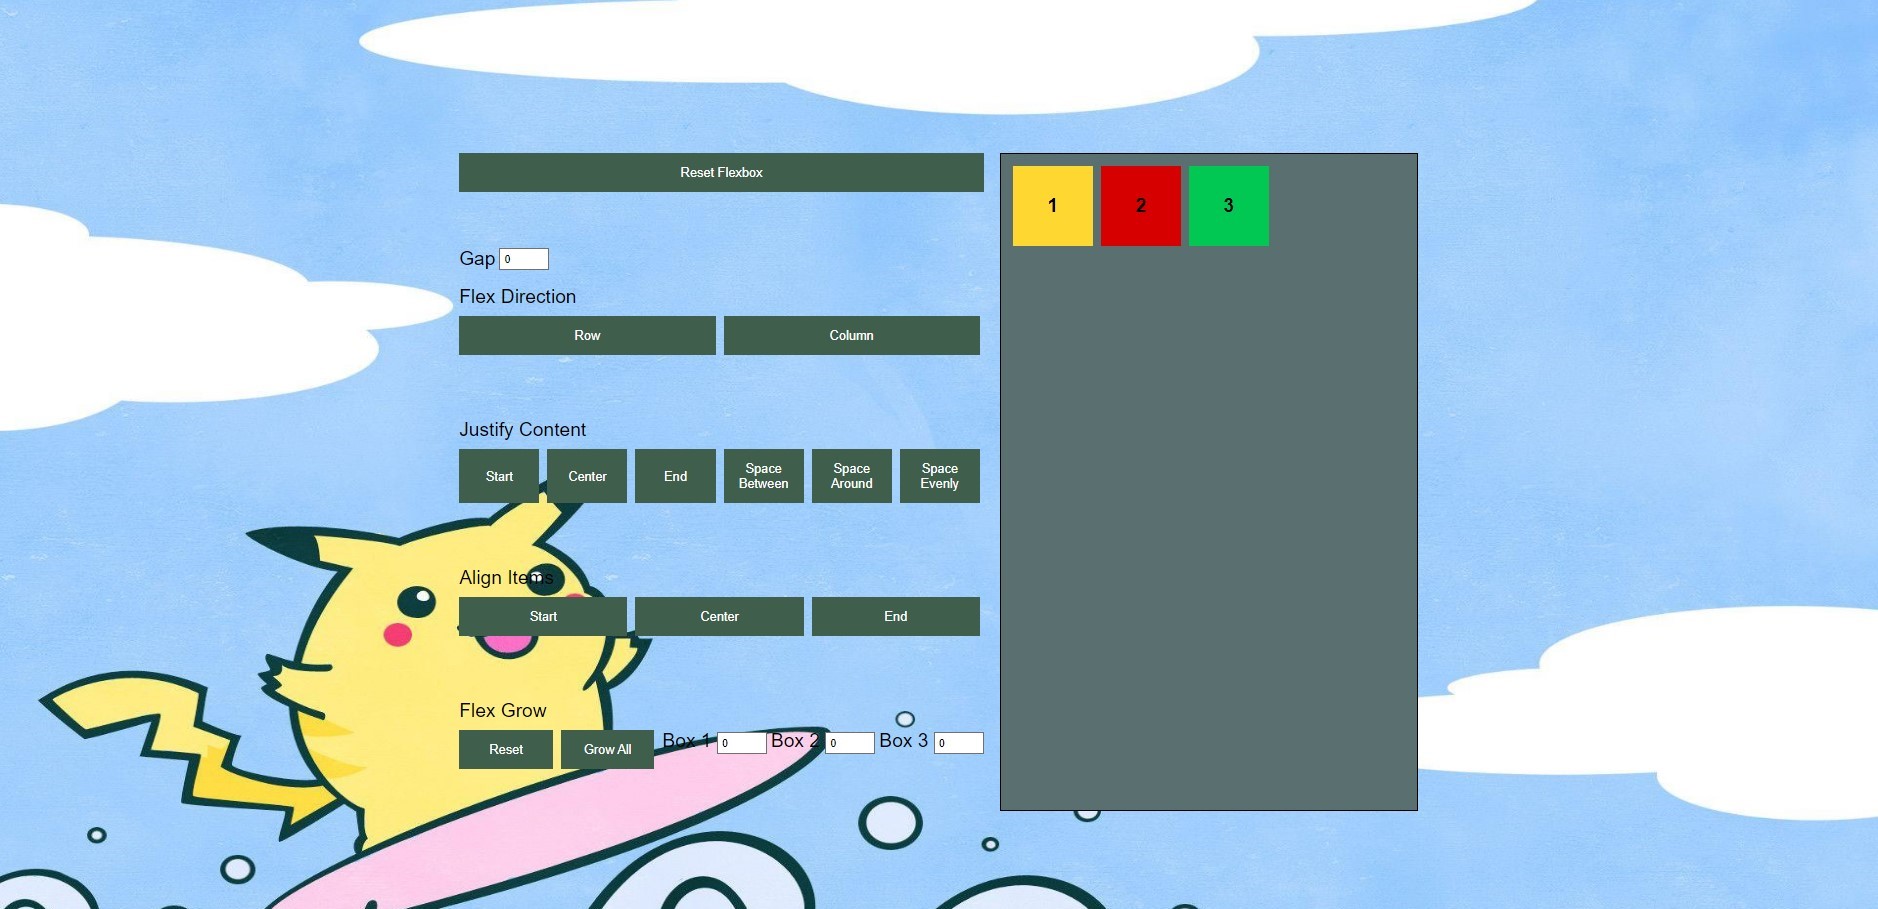 Reset Flexbox
1 2 3
Gap 0
Flex Direction
Row Column
Justify Content
Start Center End Space Between Space Around Space Evenly
Align Items
Start Center End
Flex Grow
Reset Grow All Box 1 0 Box 2 0 Box 3 0